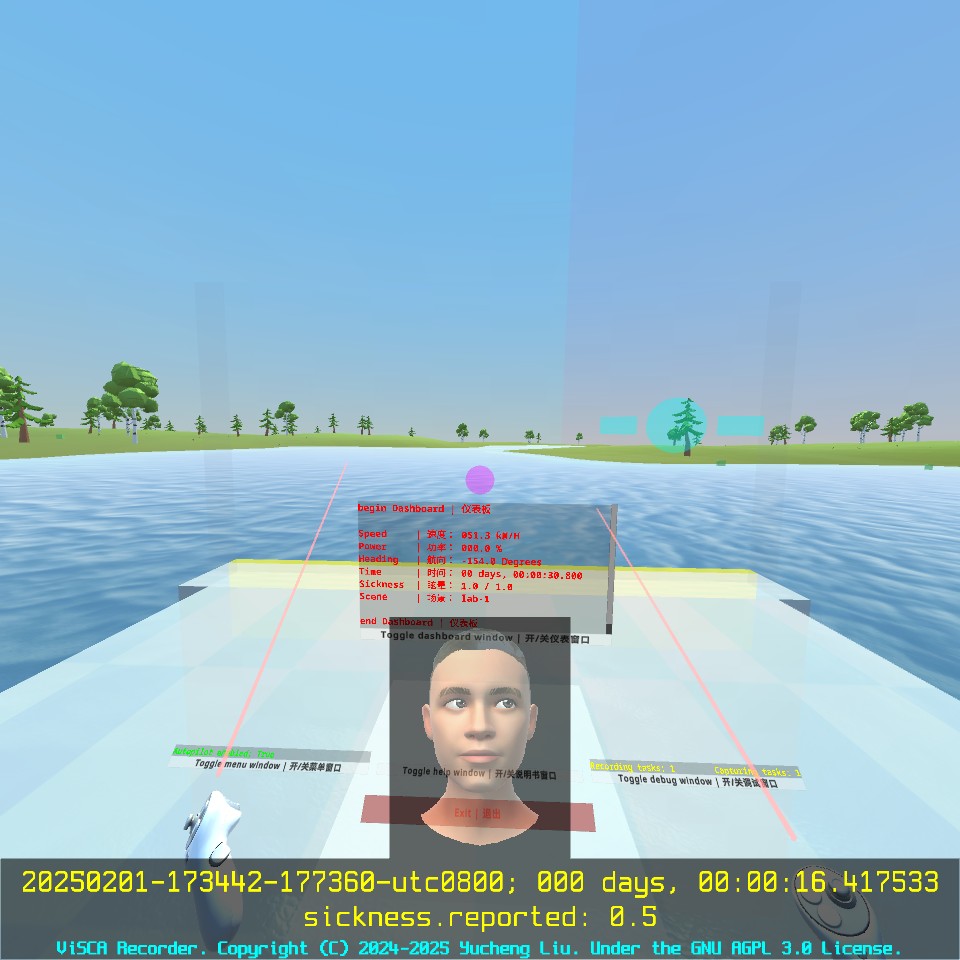 begin Dashboard | 仪表板
Speed | 速度： 051.3 kM/H
Power | 功率： 000.0 %
Heading | 航向： -154.0 Degrees
Time | 时间： 00 days, 00:00:30.800
Sickness | 眩晕： 1.0 / 1.0
Scene | 场景： lab-1
end Dashboard | 仪表板
Toggle dashboard window | 开/关仪表窗口
Autopilot enabled: True
Toggle menu window | 开/关菜单窗口
Toggle help window | 开/关说明书窗口
Recording tasks: 1 Capturing tasks: 1
Toggle debug window | 开/关调试窗口
Exit | 退出
20250201-173442-177360-utc0800; 000 days, 00:00:16.417533
sickness.reported: 0.5
ViSCA Recorder. Copyright (C) 2024-2025 Yucheng Liu. Under the GNU AGPL 3.0 License.